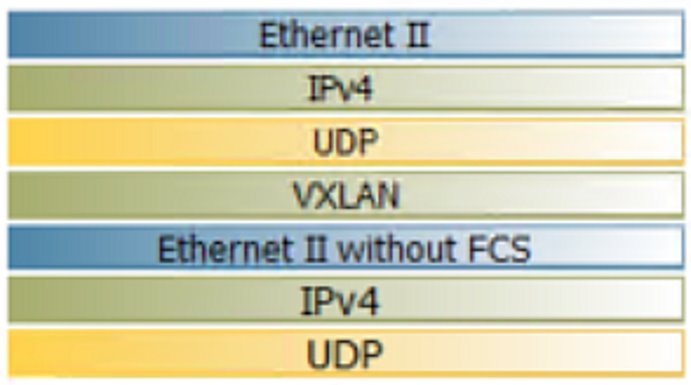 Ethernet II
IPv4
UDP
VXLAN
Ethernet II without FCS
IPv4
UDP